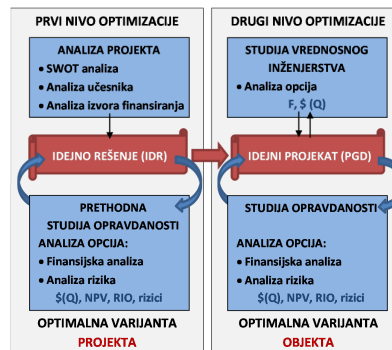 PRVI NIVO OPTIMIZACIJE
ANALIZA PROJEKTA
• SWOT analiza
• Analiza učesnika
• Analiza izvora finansiranja
IDEJNO REŠENJE (IDR)
PRETHODNA
STUDIJA OPRAVDANOSTI
ANALIZA OPCIJA:
• Finansijska analiza
• Analiza rizika
$(Q), NPV, RIO, rizici
OPTIMALNA VARIJANTA
PROJEKTA
DRUGI NIVO OPTIMIZACIJE
STUDIJA VREDNOSNOG
INŽENJERSTVA
• Analiza opcija
F, $ (Q)
IDEJNI PROJEKAT (PGD)
STUDIJA OPRAVDANOSTI
ANALIZA OPCIJA:
• Finansijska analiza
• Analiza rizika
$(Q), NPV, RIO, rizici
OPTIMALNA VARIJANTA
OBJEKTA